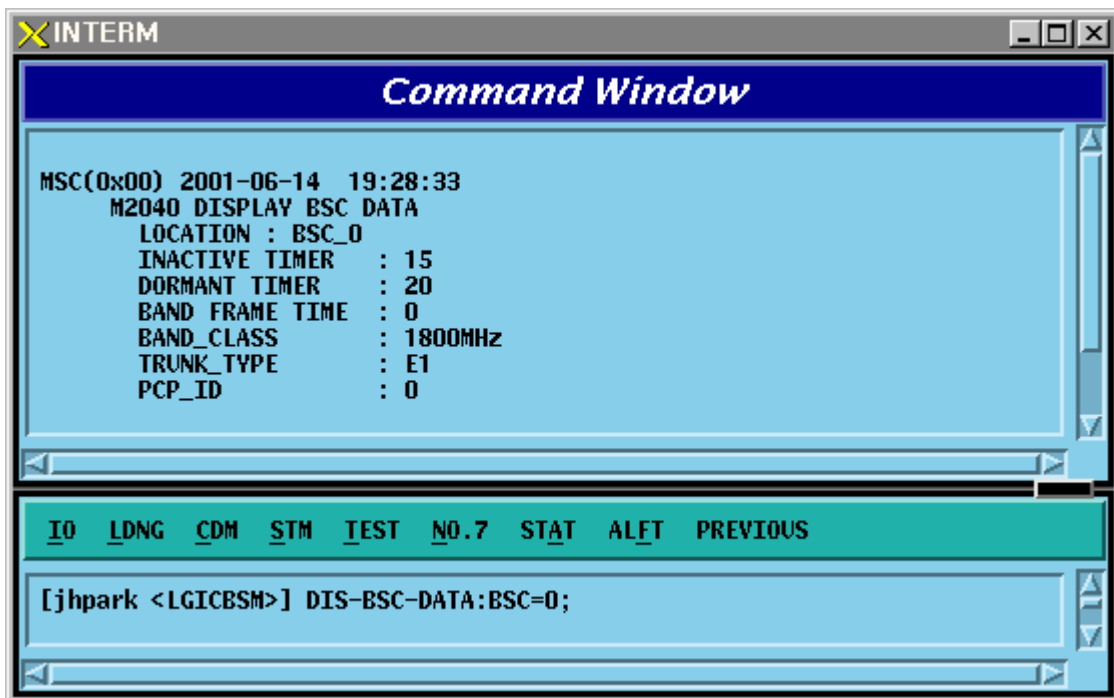 INTERM
Command Window
MSC(0x00) 2001-06-14 19:28:33
M2040 DISPLAY BSC DATA
LOCATION : BSC_0
INACTIVE TIMER : 15
DORMANT TIMER : 20
BAND FRAME TIME : 0
BAND_CLASS : 1800MHz
TRUNK_TYPE : E1
PCP_ID : 0
IO LDNG CDM STM TEST NO.7 STAT ALFT PREVIOUS
[jhpark <LGICBSM>] DIS-BSC-DATA:BSC=0;